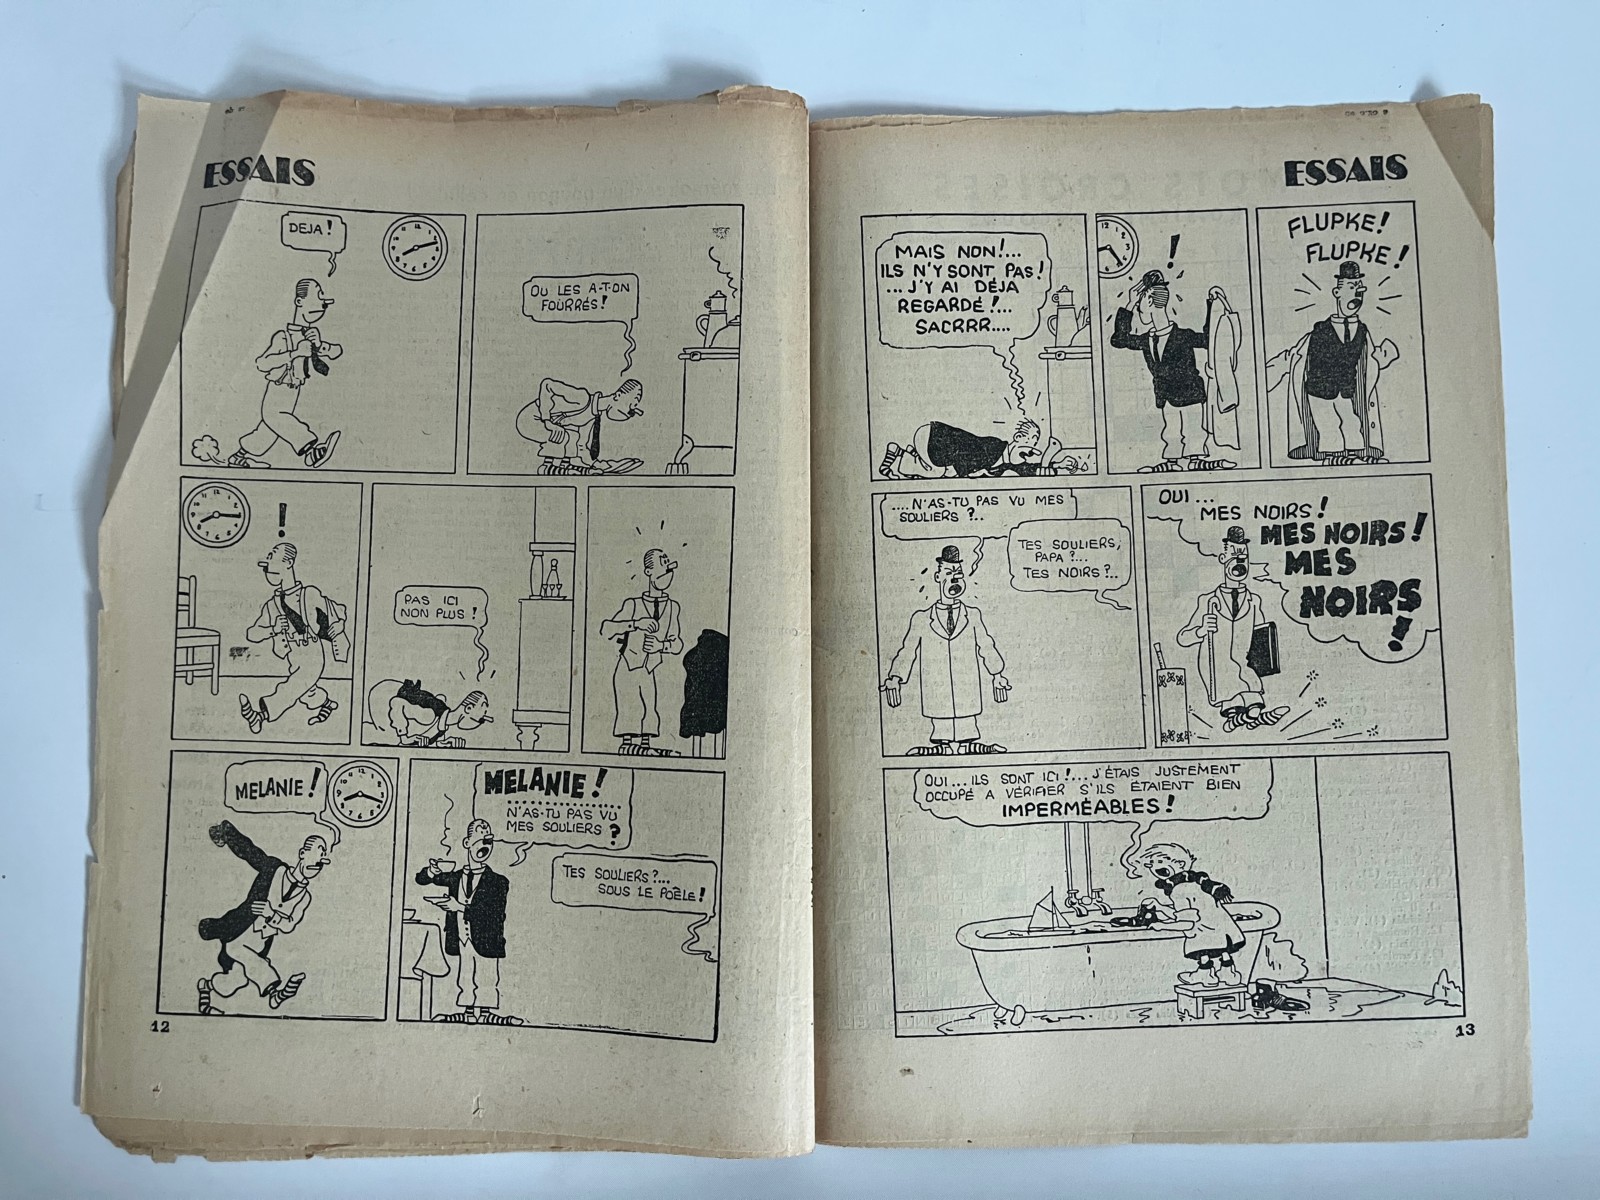 ESSAIS
DEJA!
OU LES A-T-ON
FOURRÉS!
!
PAS ICI
NON PLUS!
MELANIE!
MELANIE!
N'AS-TU PAS VU
MES SOULIERS?
TES SOULIERS?...
SOUS LE POÊLE!
12
ESSAIS
MAIS NON!...
ILS N'Y SONT PAS!
...J'Y AI DÉJA
REGARDÉ!...
SACRRR....
!
FLUPKE!
FLUPKE!
....N'AS-TU PAS VU MES
SOULIERS?..
TES SOULIERS,
PAPA?...
TES NOIRS?..
OUI...
MES NOIRS!
MES NOIRS!
MES
NOIRS
!
OUI...ILS SONT ICI!...J'ÉTAIS JUSTEMENT
OCCUPÉ A VÉRIFIER S'ILS ÉTAIENT BIEN
IMPERMÉABLES!
13